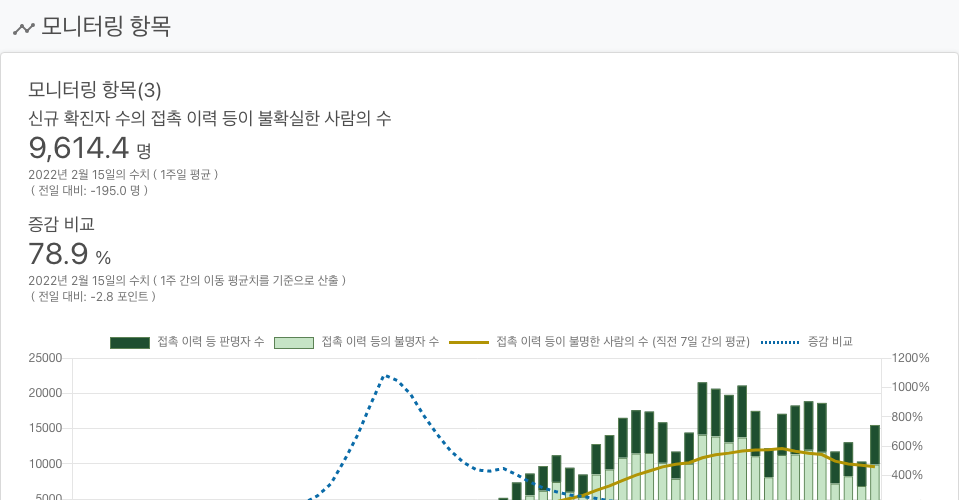 모니터링 항목
모니터링 항목(3)
신규 확진자 수의 접촉 이력 등이 불확실한 사람의 수
9,614.4 명
2022년 2월 15일의 수치 ( 1주일 평균 )
( 전일 대비: -195.0 명 )
증감 비교
78.9 %
2022년 2월 15일의 수치 ( 1주 간의 이동 평균치를 기준으로 산출 )
( 전일 대비: -2.8 포인트 )
접촉 이력 등 판명자 수 접촉 이력 등의 불명자 수 접촉 이력 등이 불명한 사람의 수 (직전 7일 간의 평균) 증감 비교
25000 1200%
20000 1000%
15000 800%
10000 600%
5000 400%